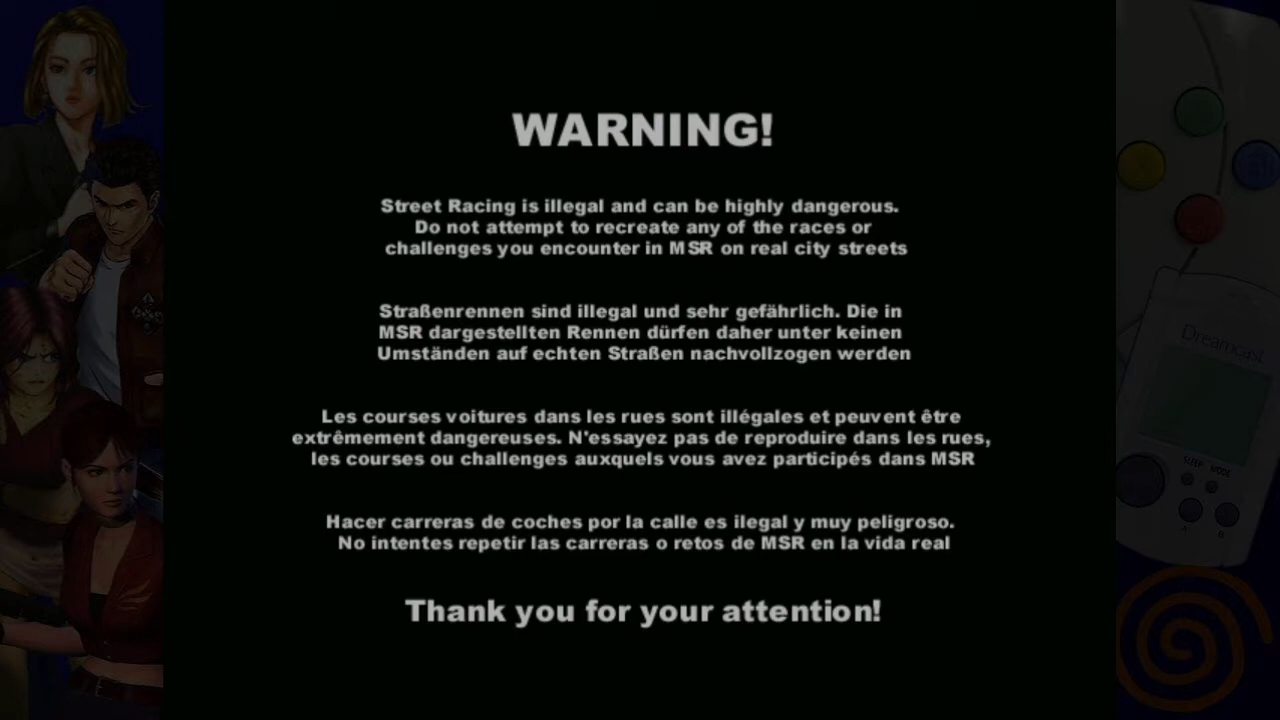 WARNING!
Street Racing is illegal and can be highly dangerous.
Do not attempt to recreate any of the races or
challenges you encounter in MSR on real city streets
Straßenrennen sind illegal und sehr gefährlich. Die in
MSR dargestellten Rennen dürfen daher unter keinen
Umständen auf echten Straßen nachvollzogen werden
Les courses voitures dans les rues sont illégales et peuvent être
extrêmement dangereuses. N'essayez pas de reproduire dans les rues,
les courses ou challenges auxquels vous avez participés dans MSR
Hacer carreras de coches por la calle es ilegal y muy peligroso.
No intentes repetir las carreras o retos de MSR en la vida real
Thank you for your attention!
Dreamcast
SLEEP MODE
A B